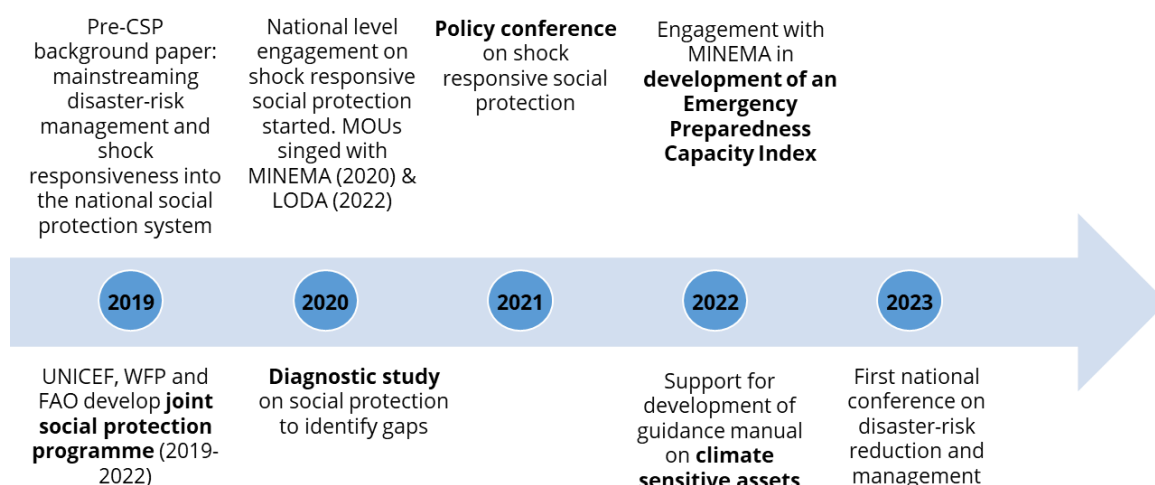 Pre-CSP
background paper:
mainstreaming
disaster-risk
management and
shock
responsiveness into
the national social
protection system
National level
engagement on
shock responsive
social protection
started. MOUs
singed with
MINEMA (2020) &
LODA (2022)
Policy conference
on shock
responsive social
protection
Engagement with
MINEMA in
development of an
Emergency
Preparedness
Capacity Index
2019
2020
2021
2022
2023
UNICEF, WFP and
FAO develop joint
social protection
programme (2019-
2022)
Diagnostic study
on social protection
to identify gaps
Support for
development of
guidance manual
on climate
sensitive assets
First national
conference on
disaster-risk
reduction and
management